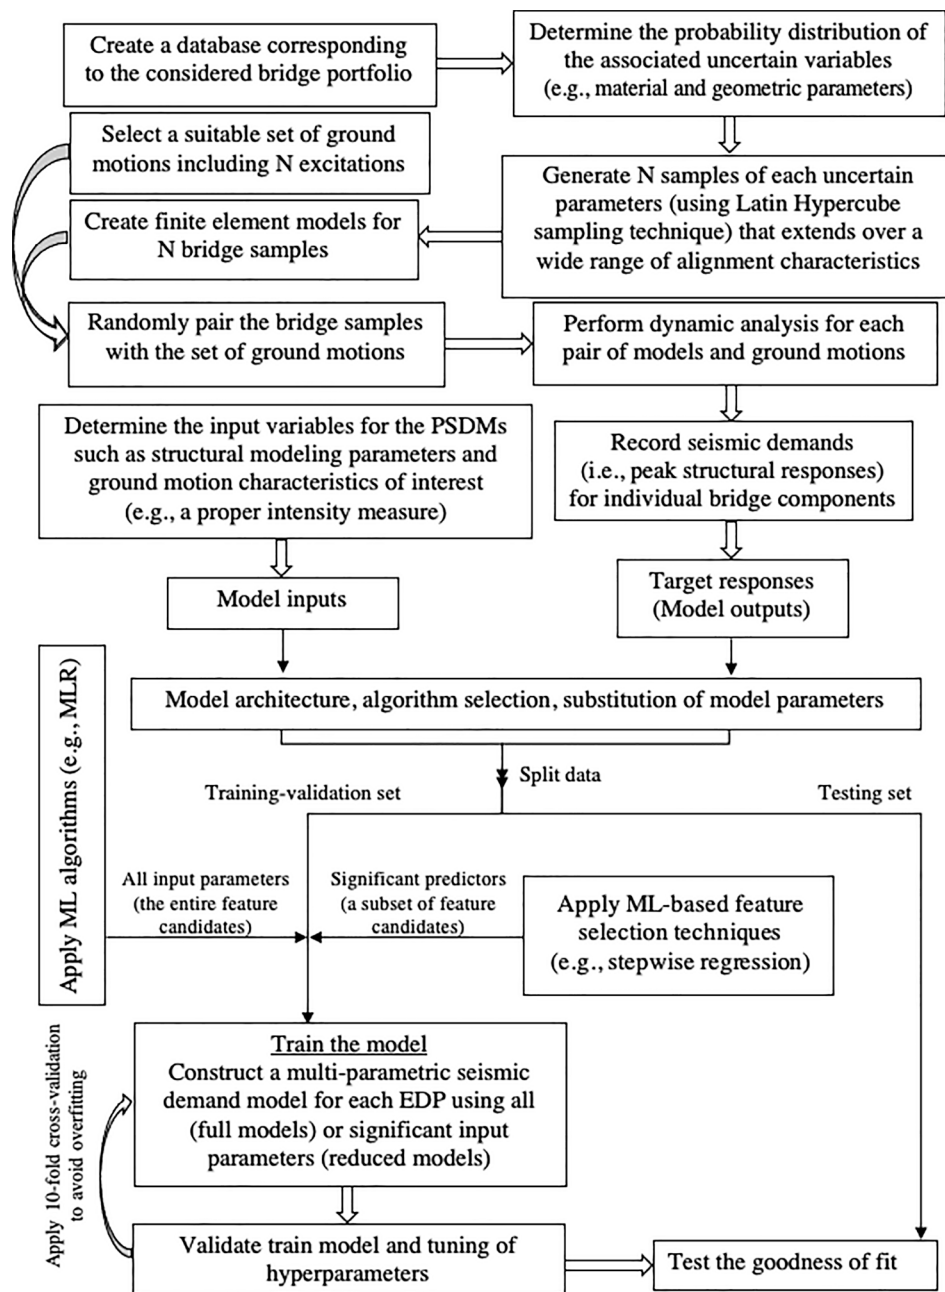 Create a database corresponding
to the considered bridge portfolio
Determine the probability distribution of
the associated uncertain variables
(e.g., material and geometric parameters)
Select a suitable set of ground
motions including N excitations
Generate N samples of each uncertain
parameters (using Latin Hypercube
sampling technique) that extends over a
wide range of alignment characteristics
Create finite element models for
N bridge samples
Randomly pair the bridge samples
with the set of ground motions
Perform dynamic analysis for each
pair of models and ground motions
Determine the input variables for the PSDMs
such as structural modeling parameters and
ground motion characteristics of interest
(e.g., a proper intensity measure)
Record seismic demands
(i.e., peak structural responses)
for individual bridge components
Model inputs
Target responses
(Model outputs)
Model architecture, algorithm selection, substitution of model parameters
Split data
Training-validation set
Testing set
Apply ML algorithms (e.g., MLR)
All input parameters
(the entire feature
candidates)
Significant predictors
(a subset of feature
candidates)
Apply ML-based feature
selection techniques
(e.g., stepwise regression)
Train the model
Construct a multi-parametric seismic
demand model for each EDP using all
(full models) or significant input
parameters (reduced models)
Apply 10-fold cross-validation
to avoid overfitting
Validate train model and tuning of
hyperparameters
Test the goodness of fit